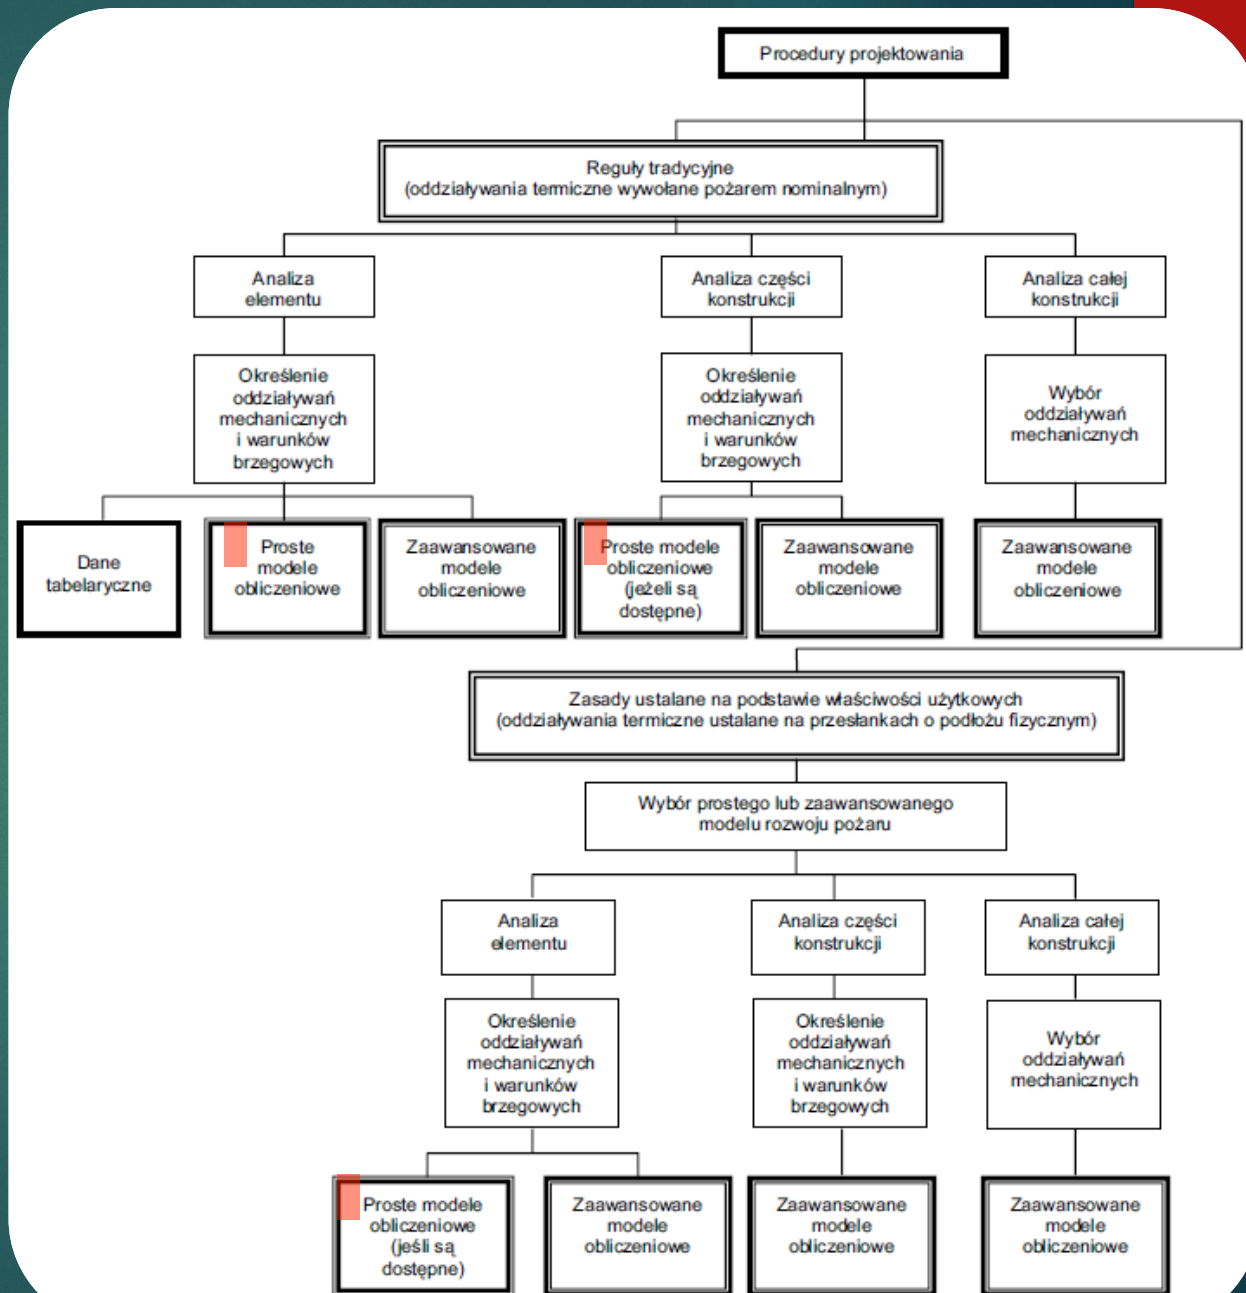 Procedury projektowania
Reguły tradycyjne
(oddziaływania termiczne wywołane pożarem nominalnym)
Analiza
elementu
Analiza części
konstrukcji
Analiza całej
konstrukcji
Określenie
oddziaływań
mechanicznych
i warunków
brzegowych
Określenie
oddziaływań
mechanicznych
i warunków
brzegowych
Wybór
oddziaływań
mechanicznych
Dane
tabelaryczne
Proste
modele
obliczeniowe
Zaawansowane
modele
obliczeniowe
Proste modele
obliczeniowe
(jeżeli są
dostępne)
Zaawansowane
modele
obliczeniowe
Zaawansowane
modele
obliczeniowe
Zasady ustalane na podstawie właściwości użytkowych
(oddziaływania termiczne ustalane na przesłankach o podłożu fizycznym)
Wybór prostego lub zaawansowanego
modelu rozwoju pożaru
Analiza
elementu
Analiza części
konstrukcji
Analiza całej
konstrukcji
Określenie
oddziaływań
mechanicznych
i warunków
brzegowych
Określenie
oddziaływań
mechanicznych
i warunków
brzegowych
Wybór
oddziaływań
mechanicznych
Proste modele
obliczeniowe
(jeśli są
dostępne)
Zaawansowane
modele
obliczeniowe
Zaawansowane
modele
obliczeniowe
Zaawansowane
modele
obliczeniowe